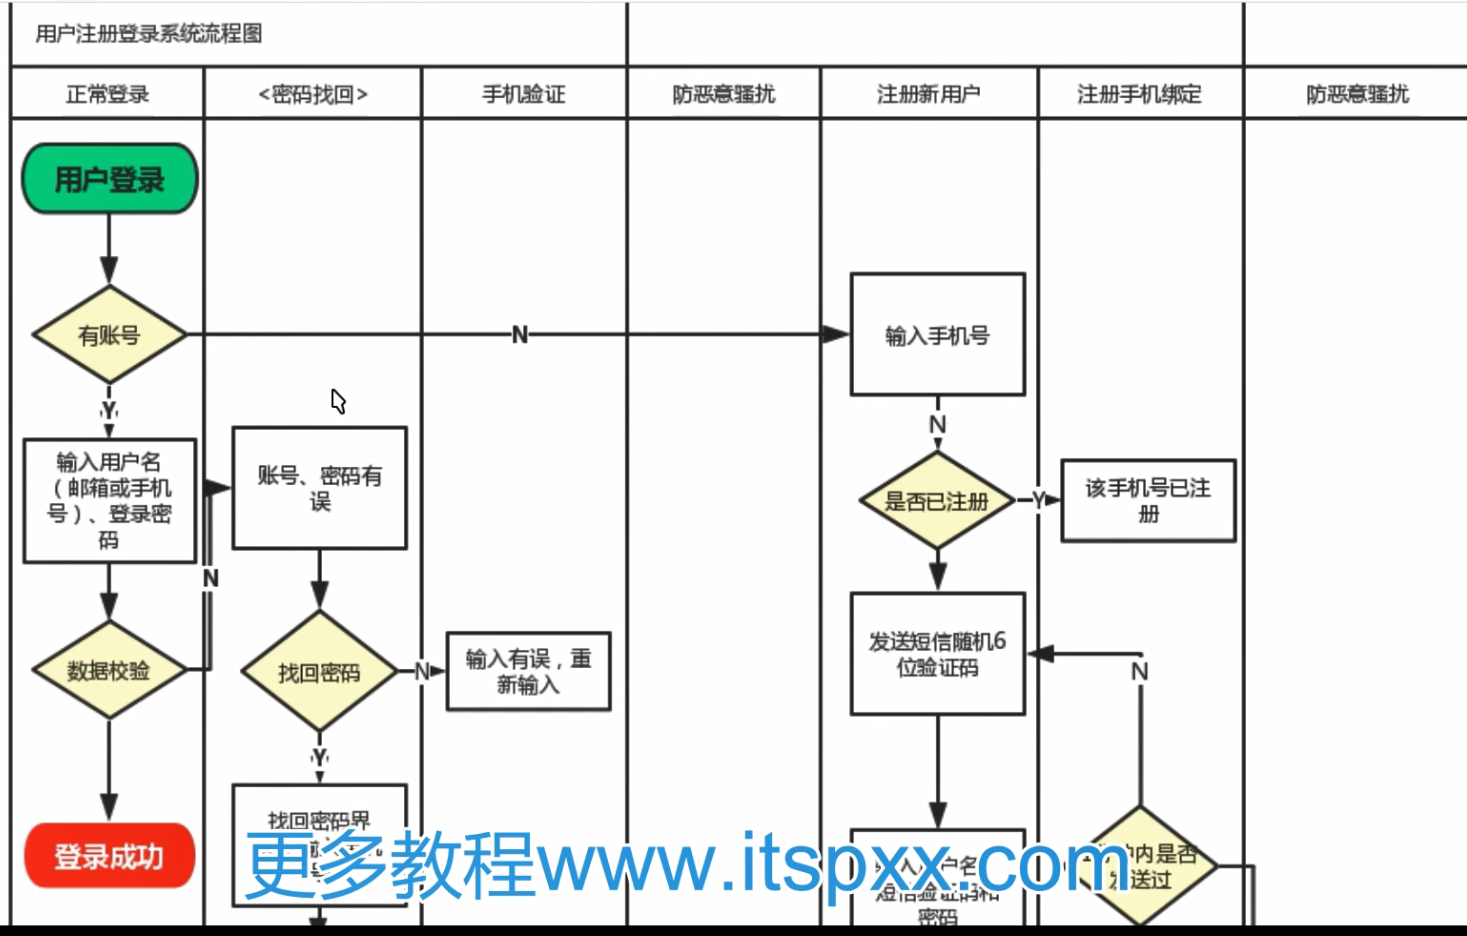 用户注册登录系统流程图
正常登录
<密码找回>
手机验证
防恶意骚扰
注册新用户
注册手机绑定
防恶意骚扰
用户登录
有账号
N
输入手机号
Y
N
输入用户名
（邮箱或手机
号）、登录密
码
账号、密码有
误
是否已注册
Y
该手机号已注
册
N
数据校验
找回密码
N
输入有误，重
新输入
发送短信随机6
位验证码
N
Y
登录成功
找回密码界
内是否
送过
短信验证码和
密码
更多教程www.itspxx.com